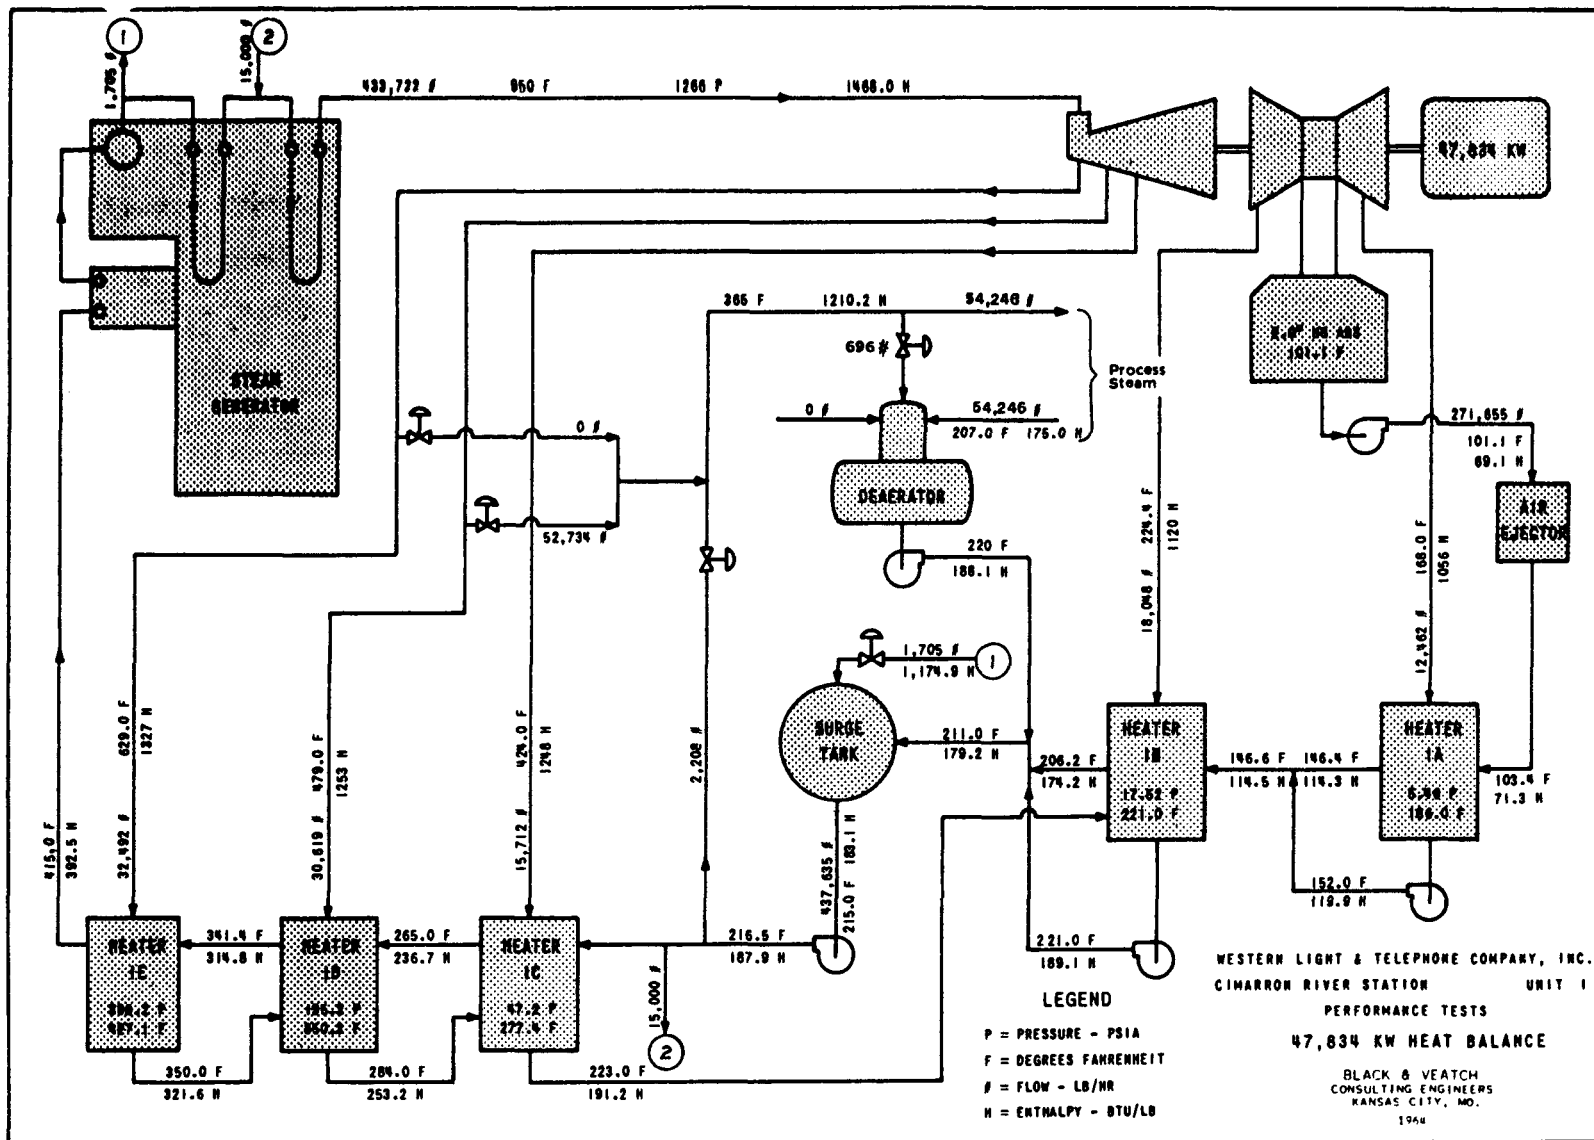 1
2
1,705 #
15,000 #
433,722 # 950 F 1266 P 1468.0 H
47,834 KW
STEAM
GENERATOR
365 F 1210.2 H 54,246 #
696 #
Process
Steam
2.0" HG ABS
101.1 F
271,655 #
101.1 F
69.1 H
0 #
54,246 #
207.0 F 175.0 H
0 #
DEAERATOR
AIR
EJECTOR
52,734 #
220 F
188.1 H
18,048 # 224.4 F
1120 H
12,462 # 168.0 F
1056 H
1,705 #
1,174.9 H
1
SURGE
TANK
211.0 F
179.2 H
206.2 F
174.2 H
HEATER
1B
17.52 P
221.0 F
146.6 F
114.5 H
146.4 F
114.3 H
HEATER
1A
103.4 F
71.3 H
415.0 F
392.5 H
32,492 # 629.0 F
1327 H
30,619 # 479.0 F
1253 H
15,712 # 424.0 F
1248 H
2,208 #
437,635 #
215.0 F 183.1 H
152.0 F
119.9 H
HEATER
1E
341.4 F
314.8 H
HEATER
1D
265.0 F
236.7 H
HEATER
1C
47.2 P
277.4 F
216.5 F
187.9 H
15,000 #
2
221.0 F
189.1 H
350.0 F
321.6 H
284.0 F
253.2 H
223.0 F
191.2 H
LEGEND
P = PRESSURE - PSIA
F = DEGREES FAHRENHEIT
# = FLOW - LB/HR
H = ENTHALPY - BTU/LB
WESTERN LIGHT & TELEPHONE COMPANY, INC.
CIMARRON RIVER STATION UNIT 1
PERFORMANCE TESTS
47,834 KW HEAT BALANCE
BLACK & VEATCH
CONSULTING ENGINEERS
KANSAS CITY, MO.
1964